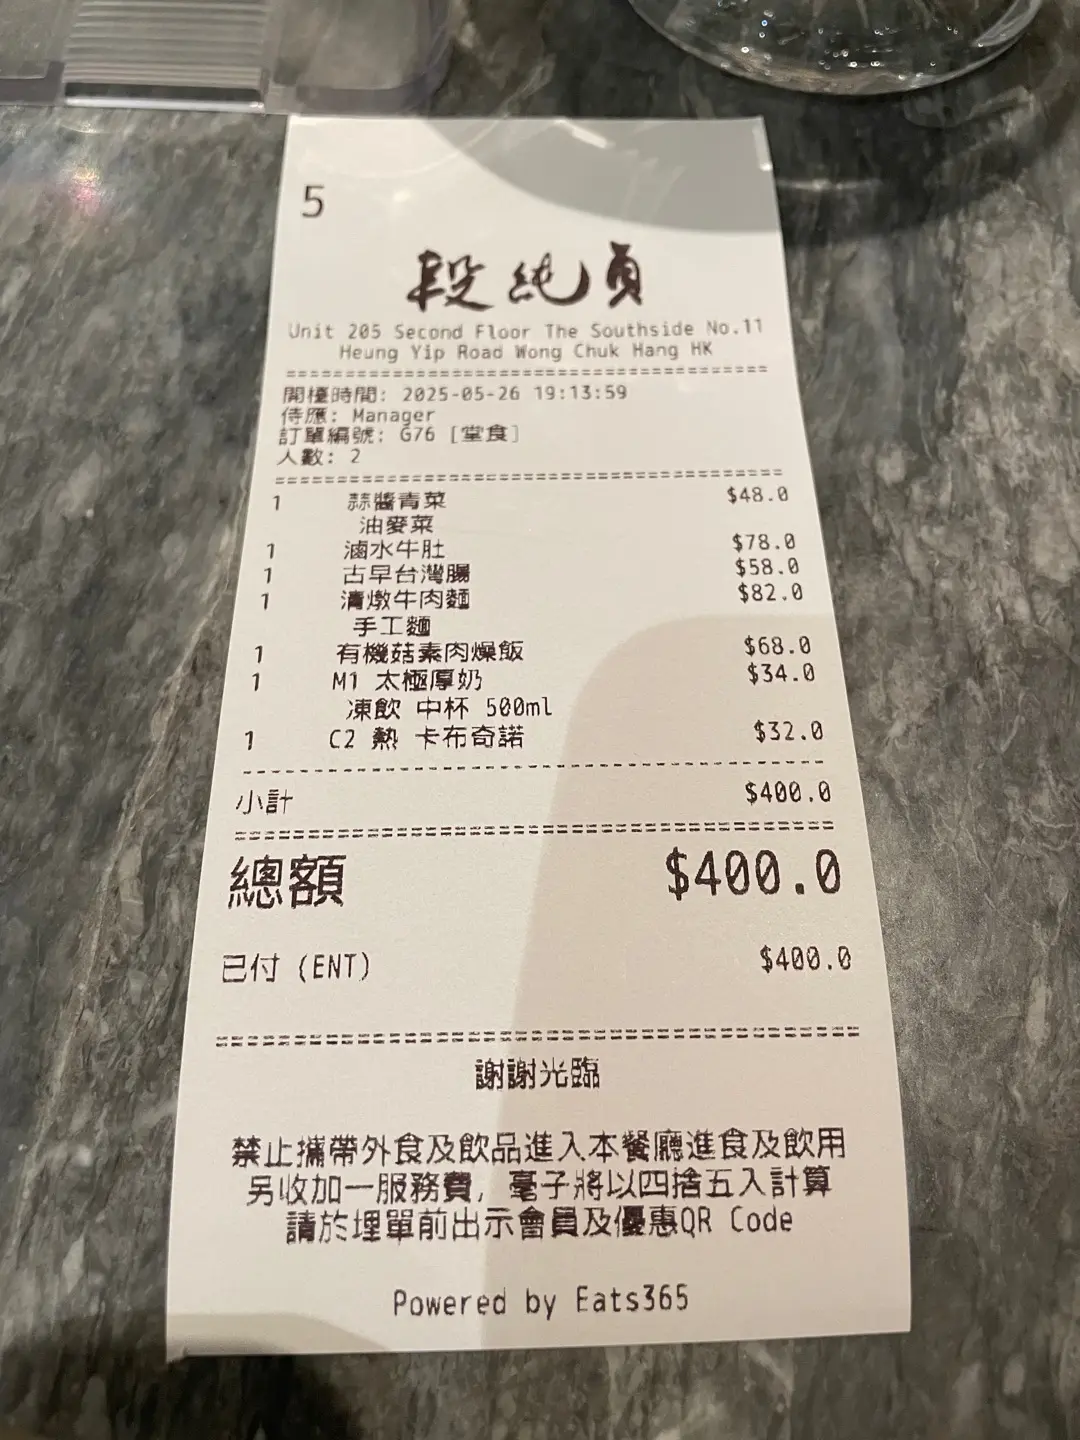 5
段純貞
Unit 205 Second Floor The Southside No.11
Heung Yip Road Wong Chuk Hang HK
開檯時間: 2025-05-26 19:13:59
侍應: Manager
訂單編號: G76 [堂食]
人數: 2
1 蒜醬青菜 $48.0
油麥菜
1 滷水牛肚 $78.0
1 古早台灣腸 $58.0
1 清燉牛肉麵 $82.0
手工麵
1 有機菇素肉燥飯 $68.0
1 M1 太極厚奶 $34.0
凍飲 中杯 500ml
1 C2 熱 卡布奇諾 $32.0
小計 $400.0
總額 $400.0
已付 (ENT) $400.0
謝謝光臨
禁止攜帶外食及飲品進入本餐廳進食及飲用
另收加一服務費, 毫子將以四捨五入計算
請於埋單前出示會員及優惠QR Code
Powered by Eats365